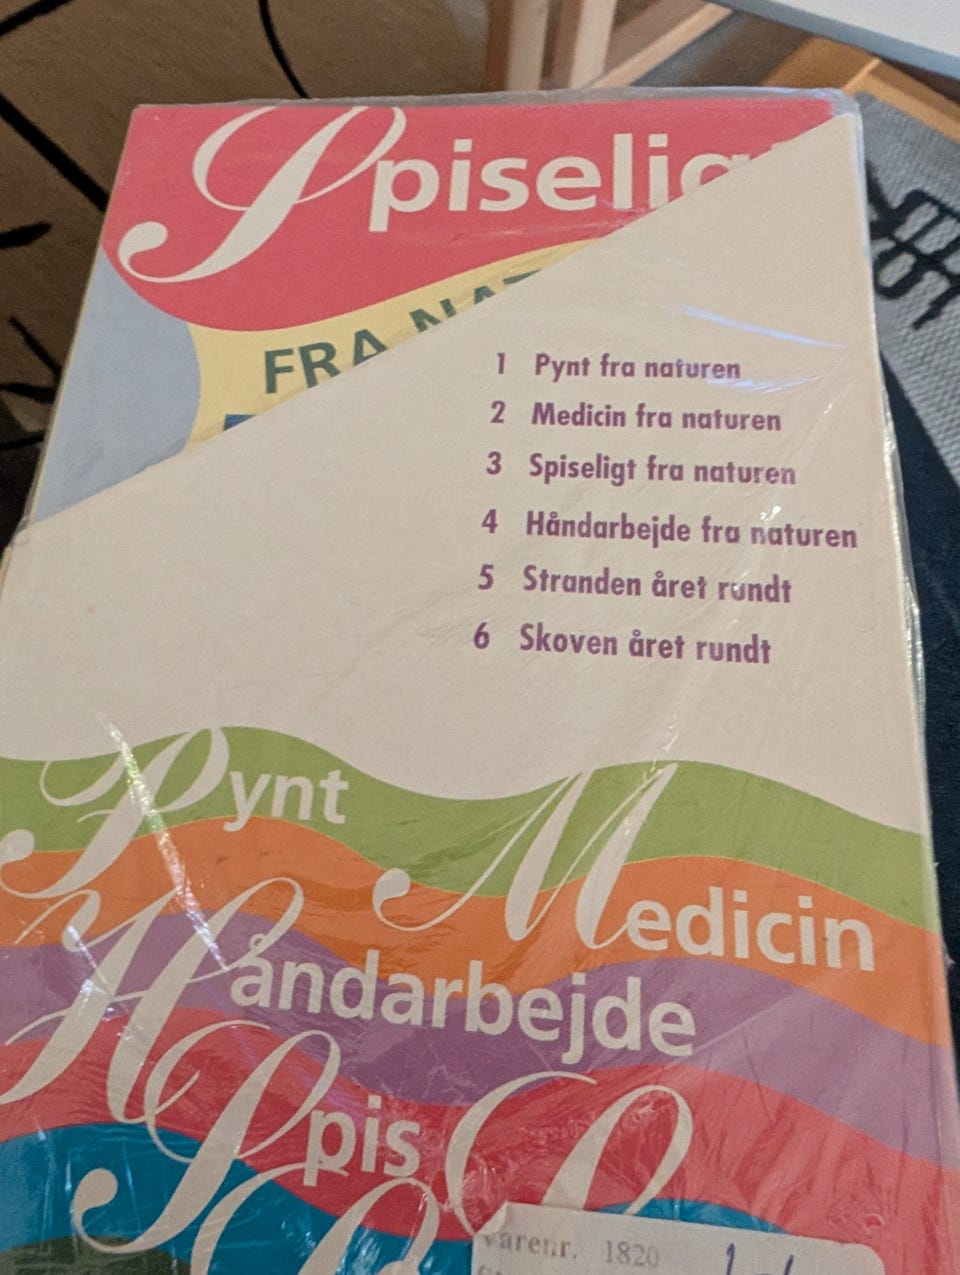 Spiselig
FRA NAT
1 Pynt fra naturen
2 Medicin fra naturen
3 Spiseligt fra naturen
4 Håndarbejde fra naturen
5 Stranden året rundt
6 Skoven året rundt
Pynt
Medicin
Håndarbejde
Spis
varenr. 1820